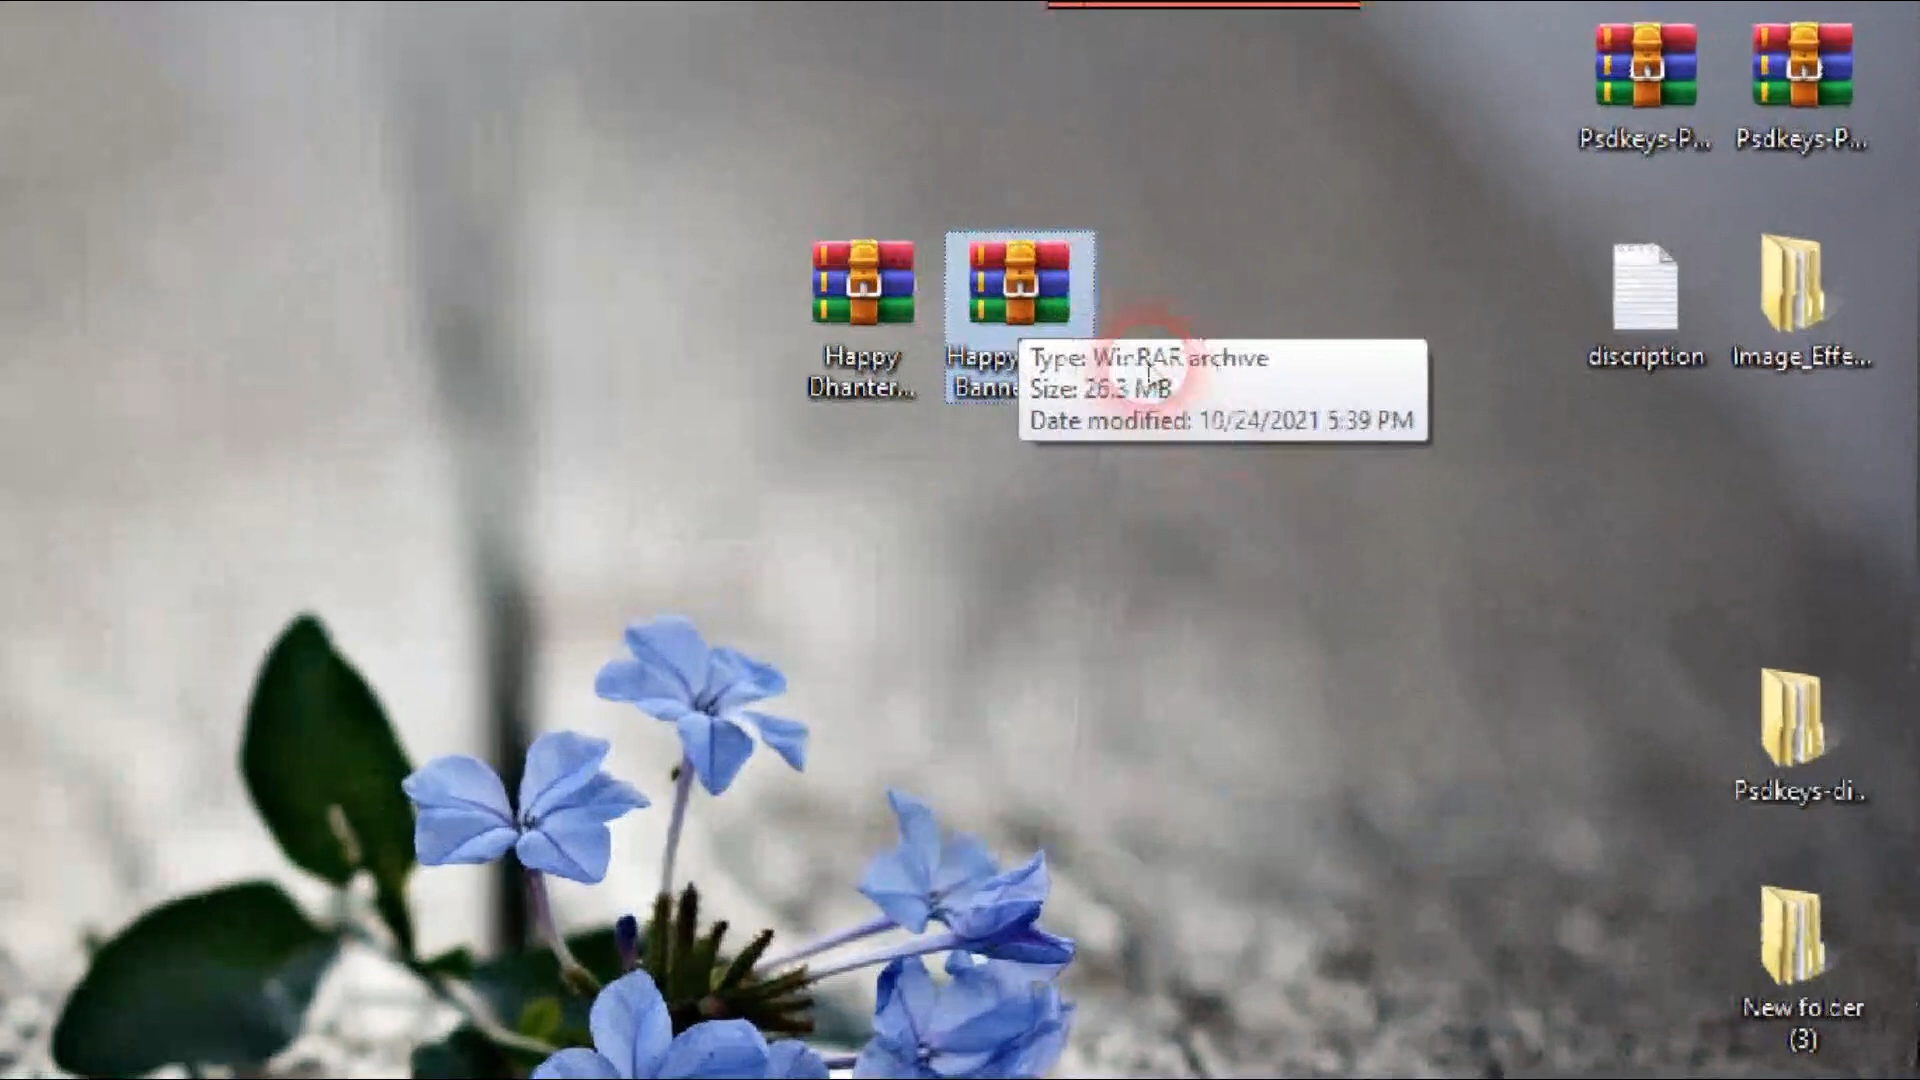 Psdkeys-P...
Psdkeys-P...
Happy
Dhanter...
Happy
Bann
Type: WinRAR archive
Size: 26.3 MB
Date modified: 10/24/2021 5:39 PM
discription
Image_Effe...
Psdkeys-di...
New folder
(3)